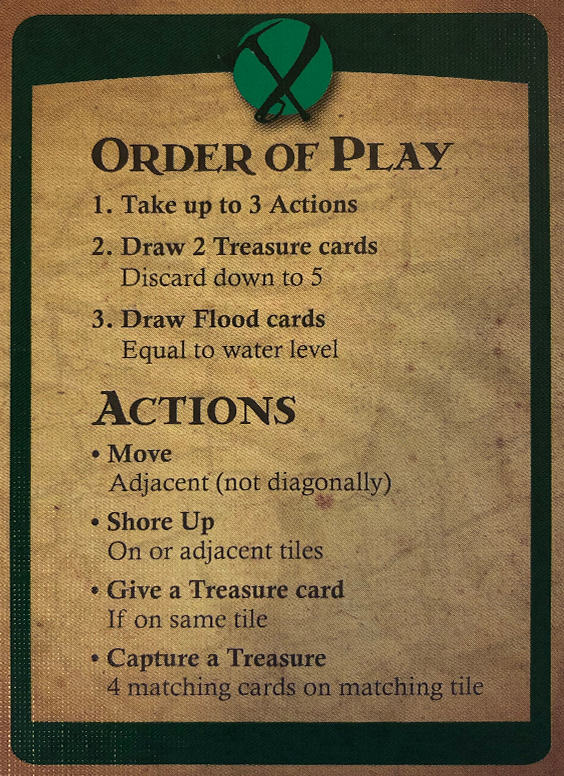 ORDER OF PLAY
1. Take up to 3 Actions
2. Draw 2 Treasure cards
Discard down to 5
3. Draw Flood cards
Equal to water level
ACTIONS
• Move
Adjacent (not diagonally)
• Shore Up
On or adjacent tiles
• Give a Treasure card
If on same tile
• Capture a Treasure
4 matching cards on matching tile